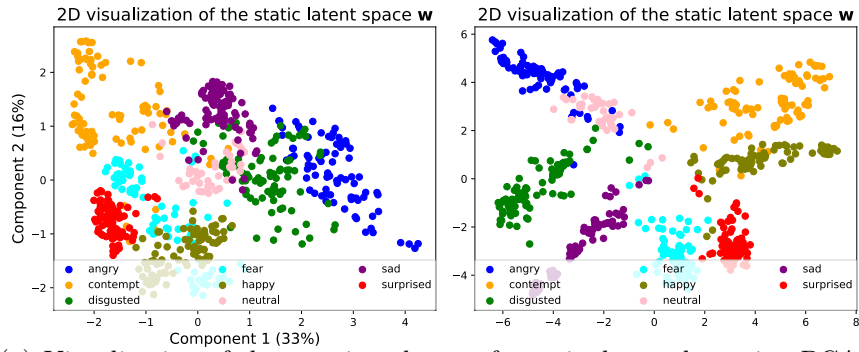 2D visualization of the static latent space w
2D visualization of the static latent space w
Component 2 (16%)
2
1
0
−1
−2
angry
contempt
disgusted
fear
happy
neutral
sad
surprised
−2 −1 0 1 2 3 4
Component 1 (33%)
6
4
2
0
−2
−4
angry
contempt
disgusted
fear
happy
neutral
sad
surprised
−6 −4 −2 0 2 4 6 8